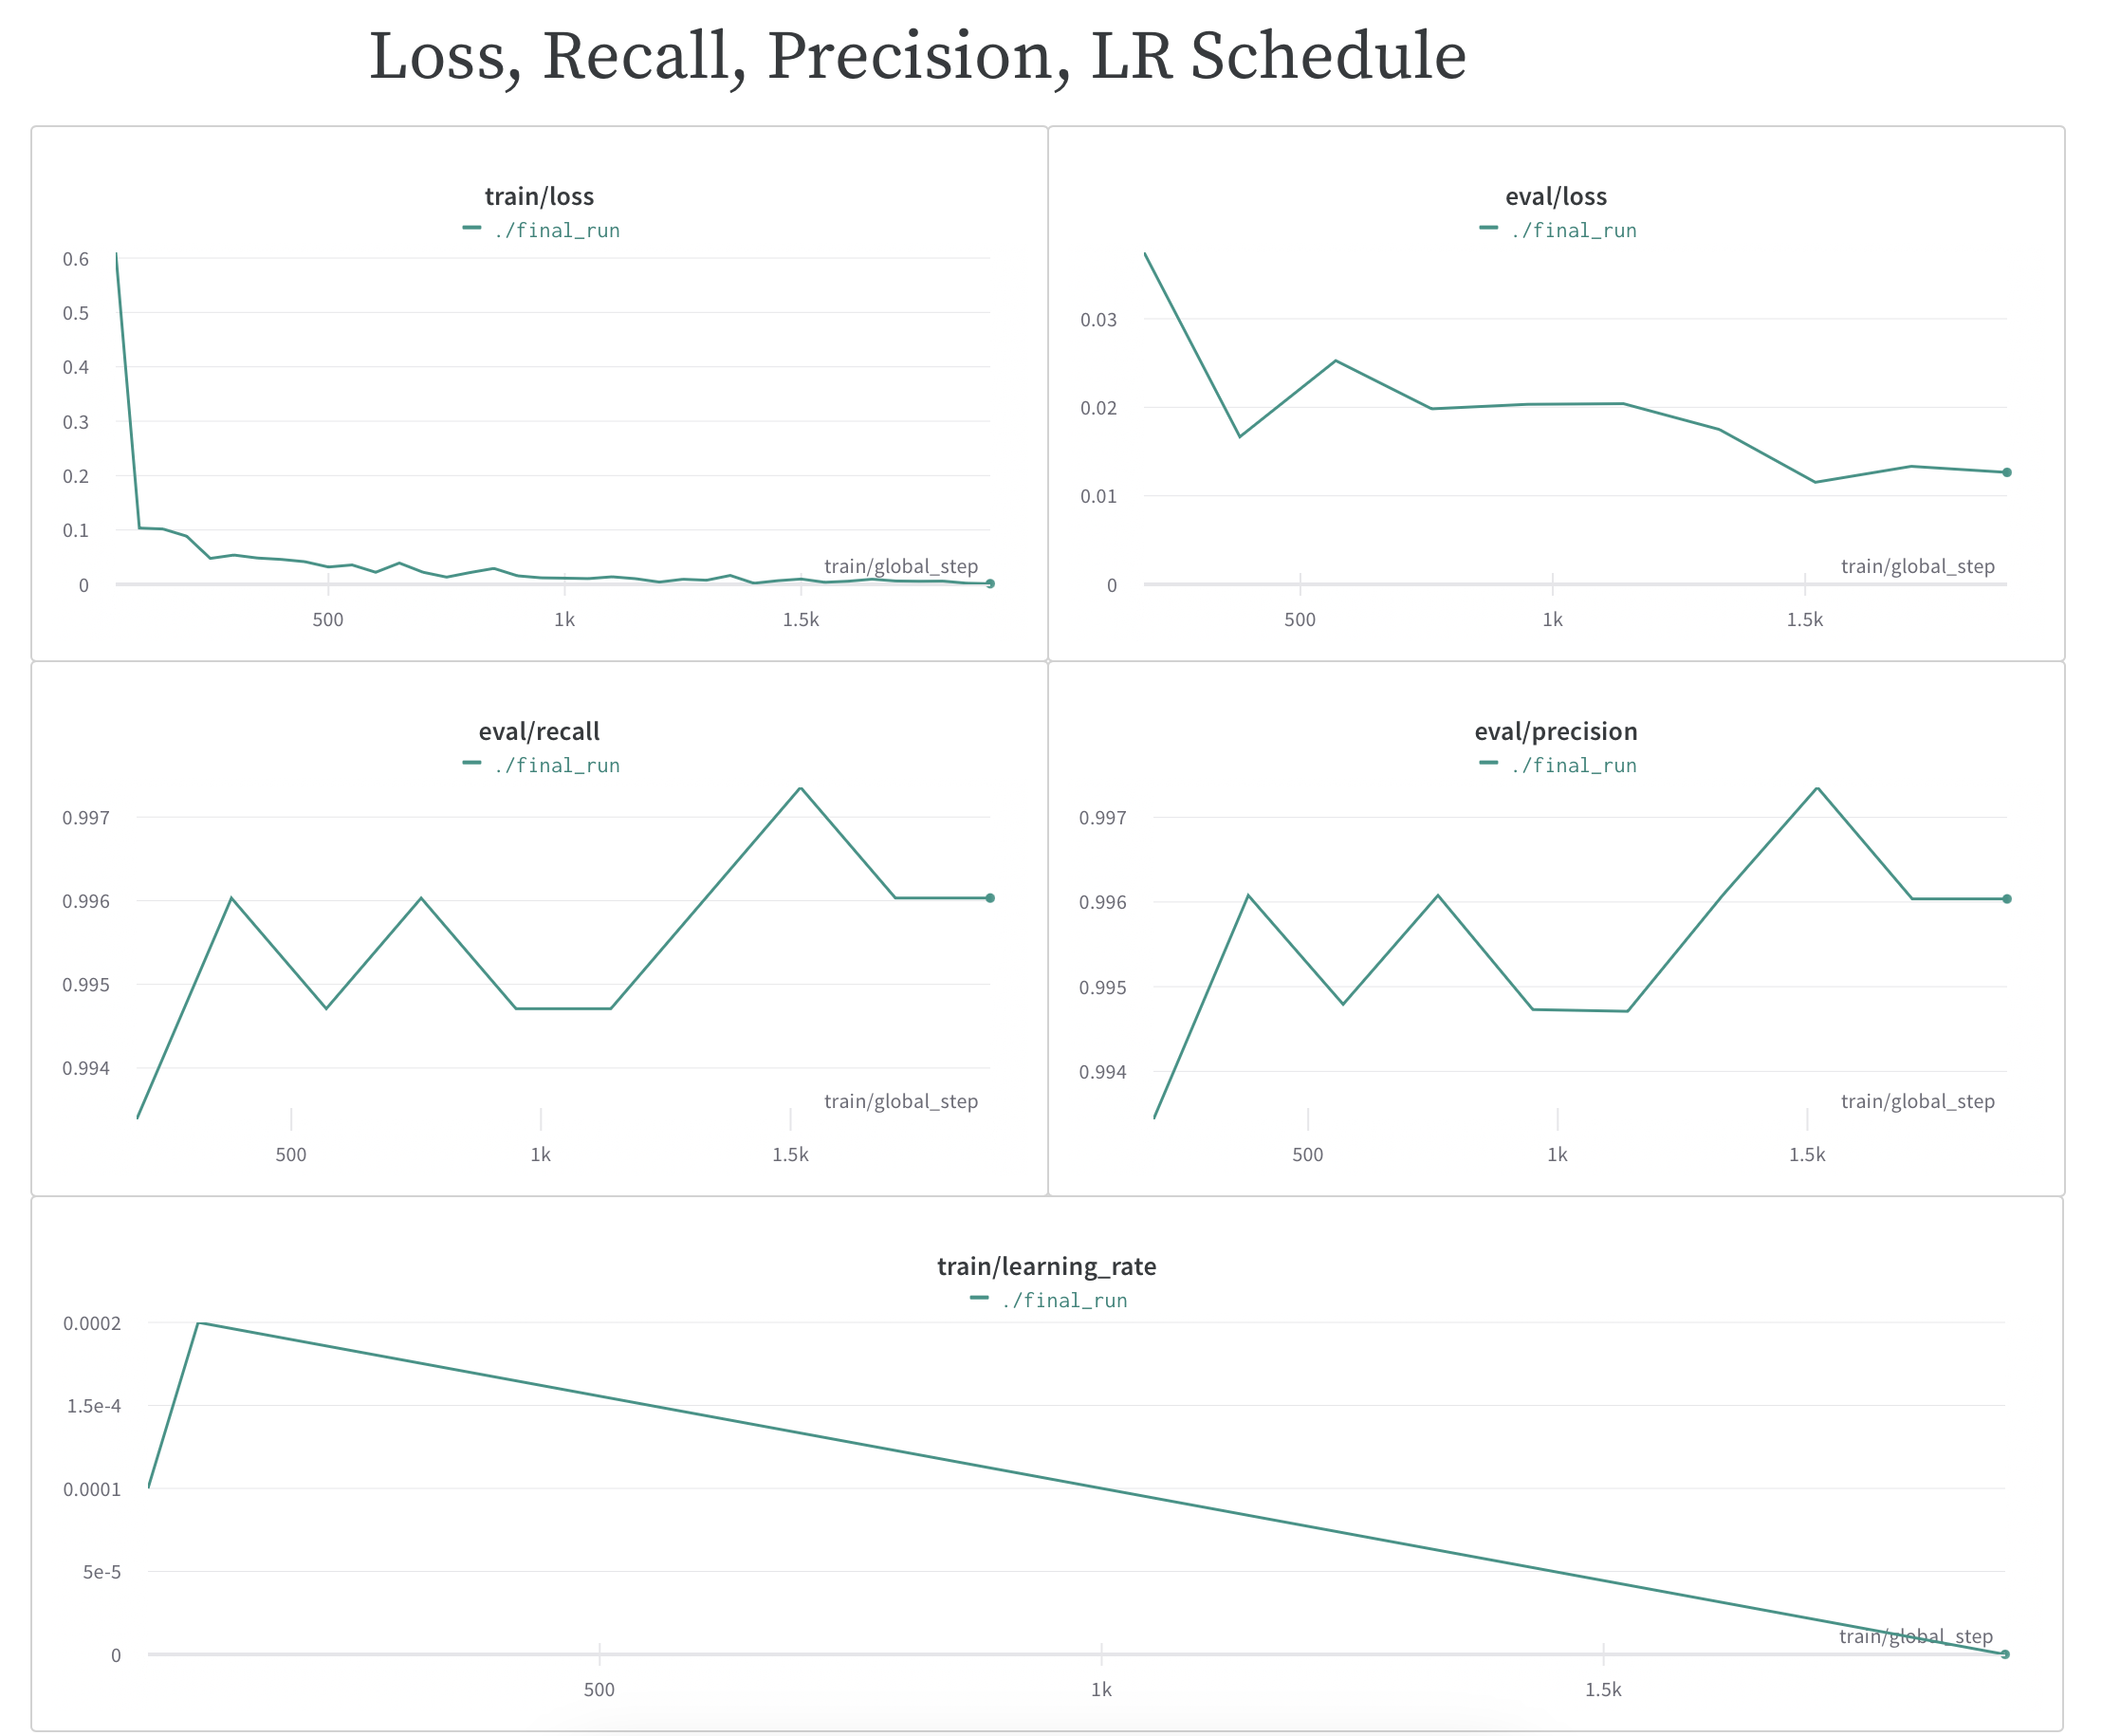 Loss, Recall, Precision, LR Schedule
train/loss
./final_run
0.6
0.5
0.4
0.3
0.2
0.1
0
train/global_step
500 1k 1.5k
eval/loss
./final_run
0.03
0.02
0.01
0
train/global_step
500 1k 1.5k
eval/recall
./final_run
0.997
0.996
0.995
0.994
train/global_step
500 1k 1.5k
eval/precision
./final_run
0.997
0.996
0.995
0.994
train/global_step
500 1k 1.5k
train/learning_rate
./final_run
0.0002
1.5e-4
0.0001
5e-5
0
train/global_step
500 1k 1.5k